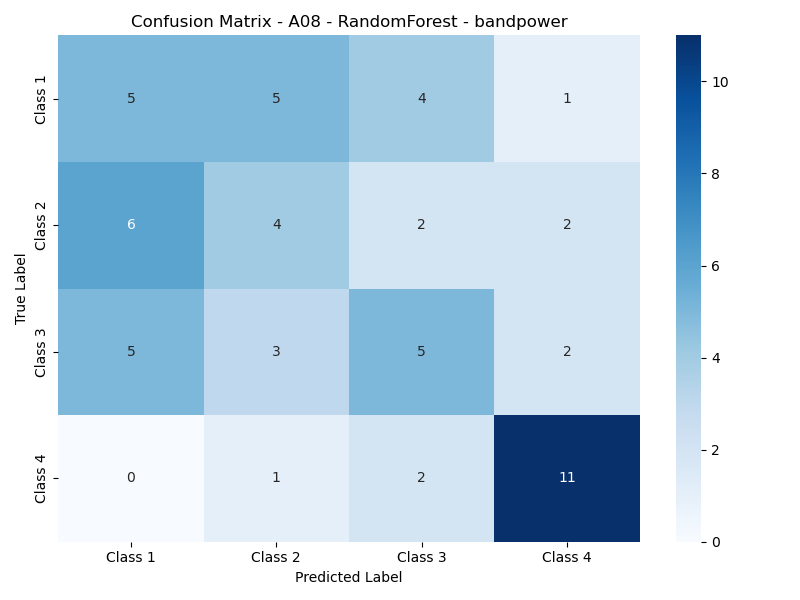 Confusion Matrix - A08 - RandomForest - bandpower
True Label
Class 1
5 5 4 1
Class 2
6 4 2 2
Class 3
5 3 5 2
Class 4
0 1 2 11
Class 1 Class 2 Class 3 Class 4
Predicted Label
10
8
6
4
2
0